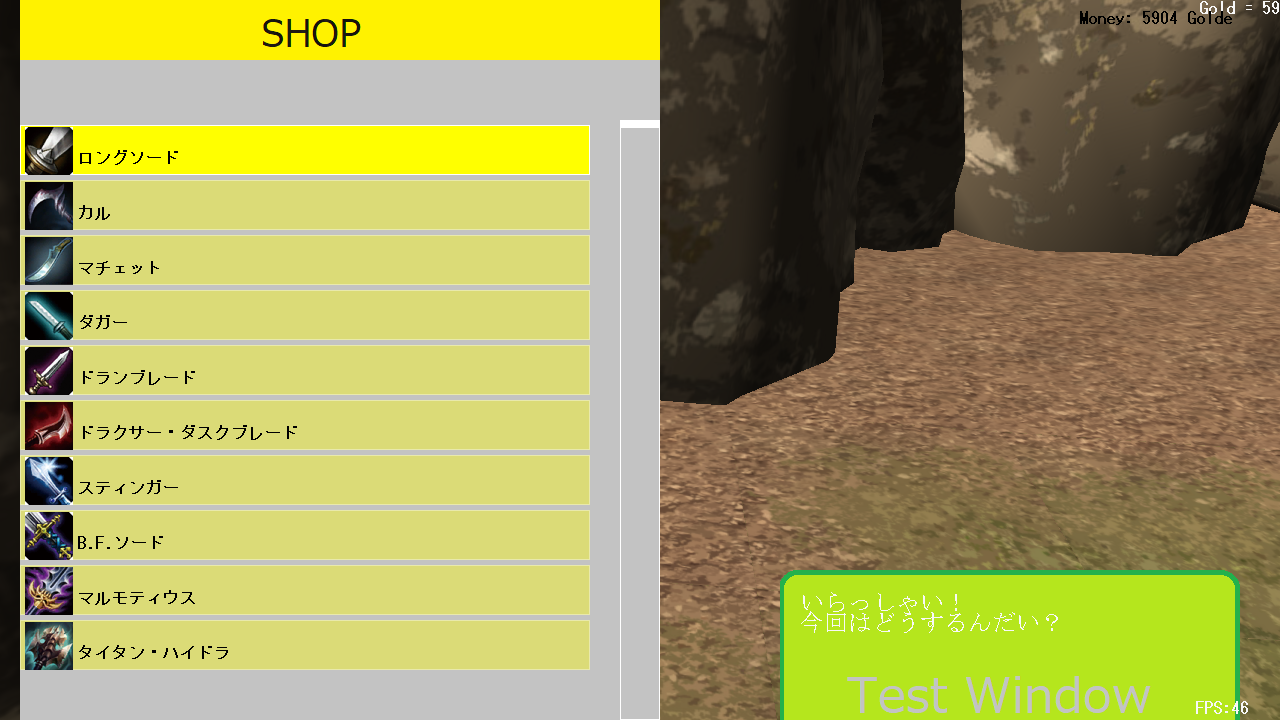 SHOP
Gold = 59
Money: 5904 Golde
ロングソード
カル
マチェット
ダガー
ドランブレード
ドラクサー・ダスクブレード
スティンガー
B.F.ソード
マルモティウス
タイタン・ハイドラ
いらっしゃい！
今回はどうするんだい？
Test Window
FPS:46